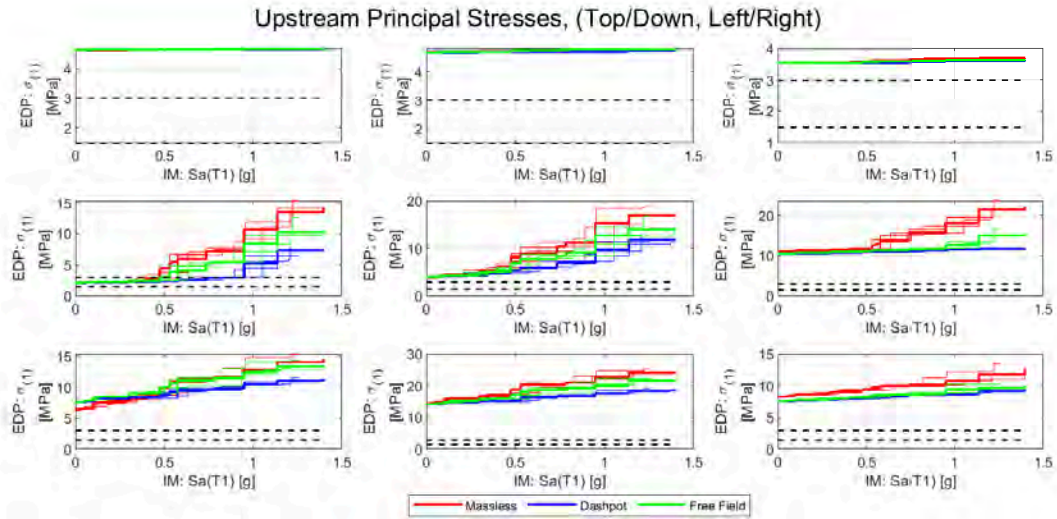 Upstream Principal Stresses, (Top/Down, Left/Right)
EDP: σ(1)
[MPa]
4
3
2
0 0.5 1 1.5
IM: Sa(T1) [g]
EDP: σ(1)
[MPa]
4
3
2
0 0.5 1 1.5
IM: Sa(T1) [g]
EDP: σ(1)
[MPa]
4
3
2
1
0 0.5 1 1.5
IM: Sa(T1) [g]
EDP: σ(1)
[MPa]
15
10
5
0
0 0.5 1 1.5
IM: Sa(T1) [g]
EDP: σ(1)
[MPa]
20
10
0
0 0.5 1 1.5
IM: Sa(T1) [g]
EDP: σ(1)
[MPa]
20
10
0
0 0.5 1 1.5
IM: Sa(T1) [g]
EDP: σ(1)
[MPa]
15
10
5
0
0 0.5 1 1.5
IM: Sa(T1) [g]
EDP: σ(1)
[MPa]
30
20
10
0
0 0.5 1 1.5
IM: Sa(T1) [g]
EDP: σ(1)
[MPa]
15
10
5
0
0 0.5 1 1.5
IM: Sa(T1) [g]
Massless Dashpot Free Field